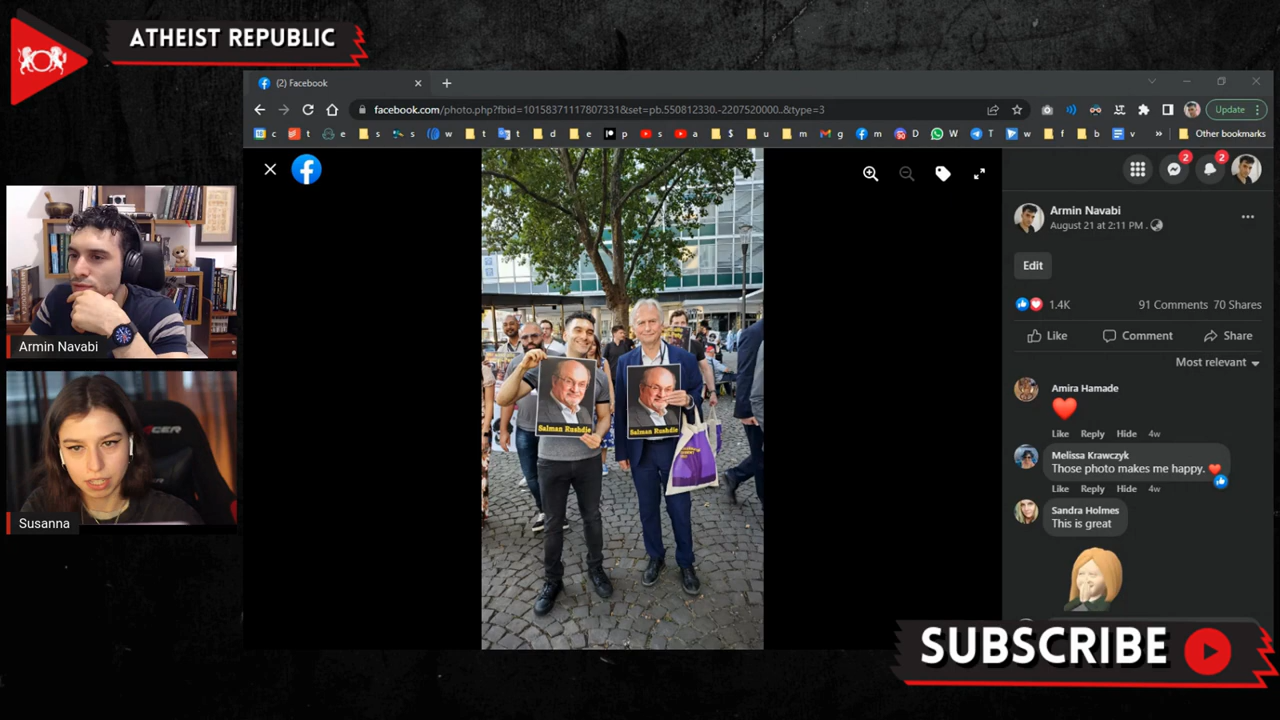 ATHEIST REPUBLIC
(2) Facebook
facebook.com/photo.php?fbid=10158371117807331&set=pb.550812330.-2207520000..&type=3
Update
c t e s s w t t d e p s a $ u m g m D W T w f b v » Other bookmarks
2 2
Armin Navabi
August 21 at 2:11 PM ·
Edit
1.4K 91 Comments 70 Shares
Like Comment Share
Most relevant
Amira Hamade
Like Reply Hide 4w
Melissa Krawczyk
Those photo makes me happy.
Like Reply Hide 4w
Sandra Holmes
This is great
Salman Rushdie
Salman Rushdie
Armin Navabi
Susanna
SUBSCRIBE